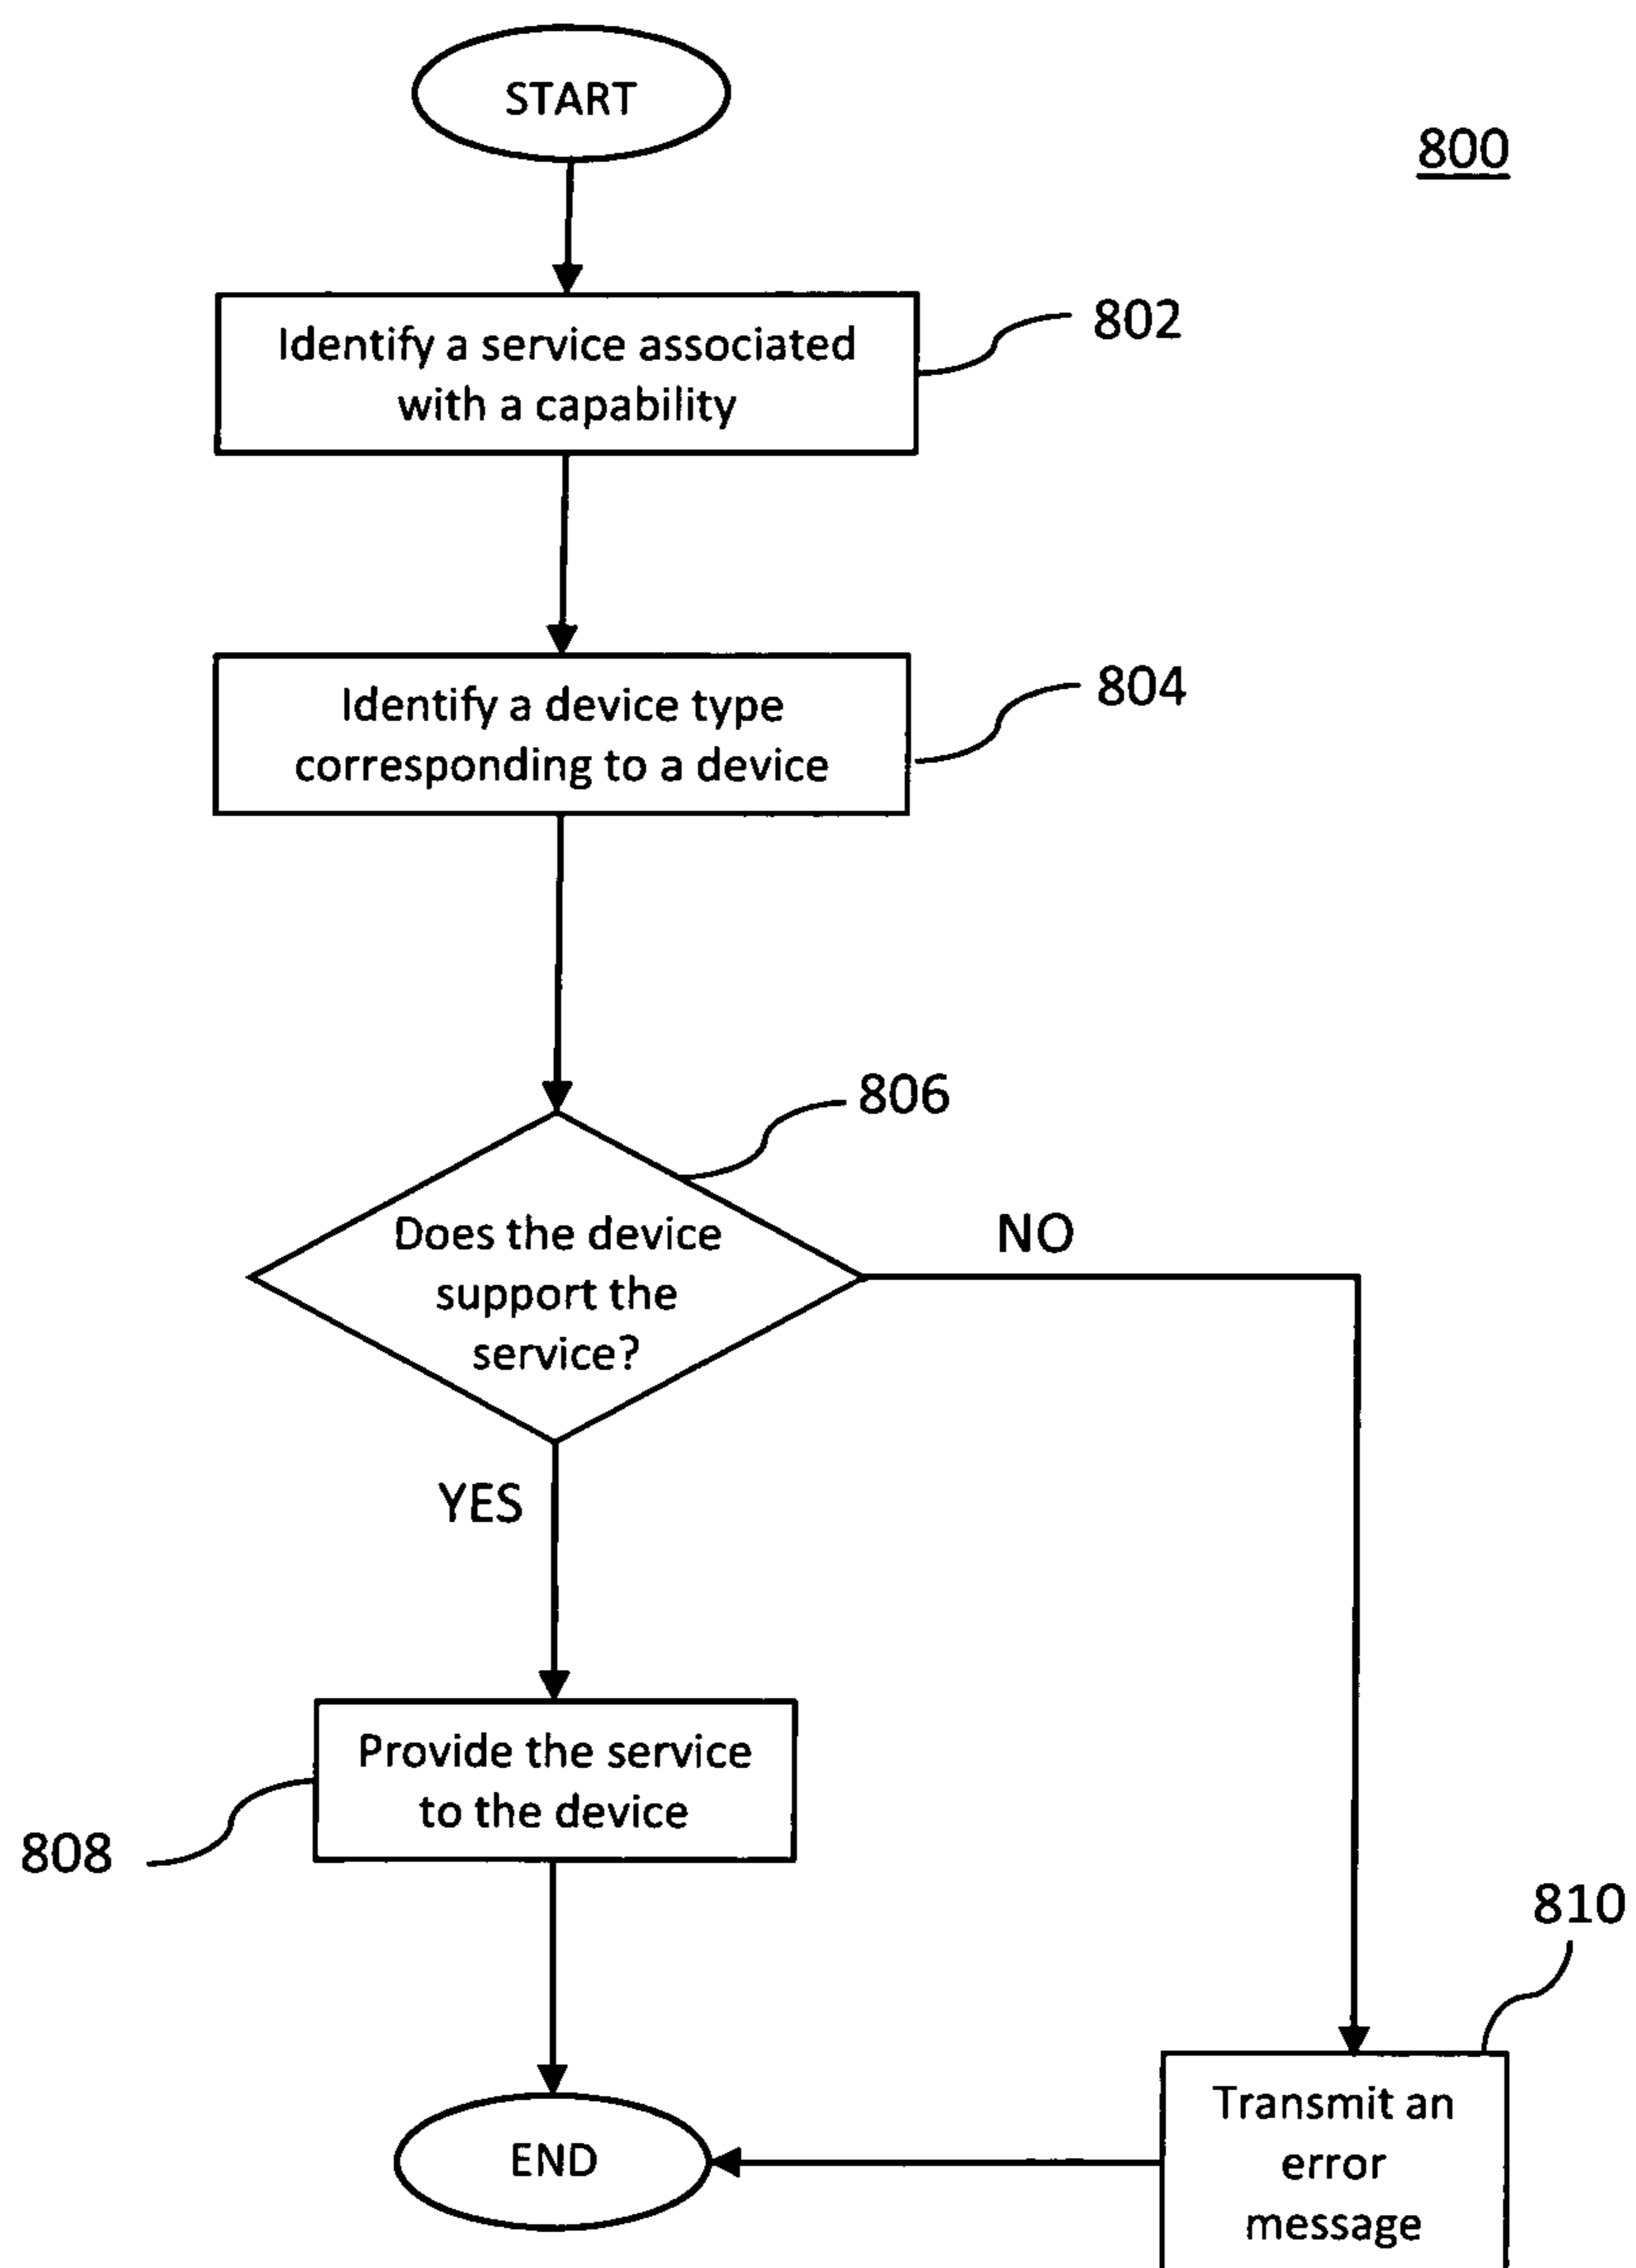 START
800
Identify a service associated
with a capability
802
Identify a device type
corresponding to a device
804
806
Does the device
support the
service?
NO
YES
Provide the service
to the device
808
810
Transmit an
error
message
END